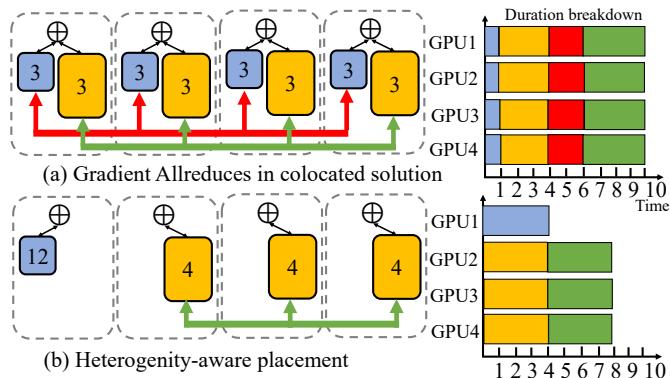 Duration breakdown
GPU1
GPU2
GPU3
GPU4
3 3 3 3 3 3 3 3
1 2 3 4 5 6 7 8 9 10
Time
(a) Gradient Allreduces in colocated solution
GPU1
GPU2
GPU3
GPU4
12 4 4 4
1 2 3 4 5 6 7 8 9 10
(b) Heterogenity-aware placement